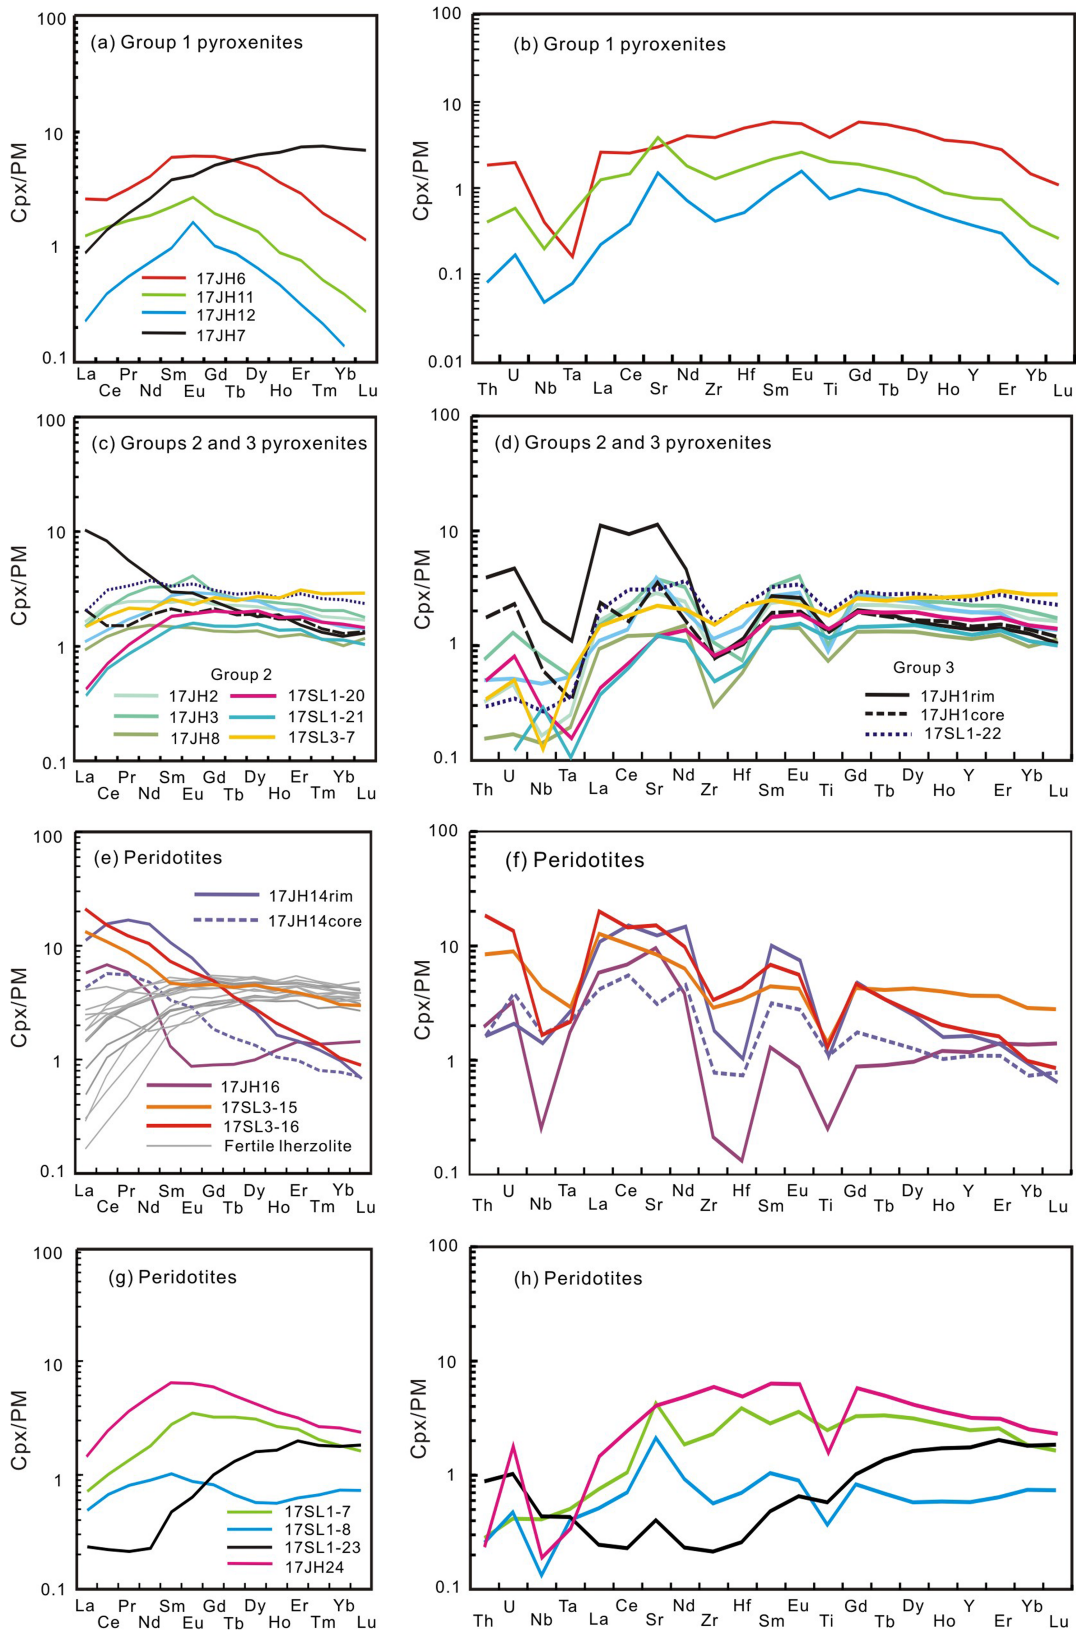 (a) Group 1 pyroxenites
100
10
1
0.1
Cpx/PM
17JH6
17JH11
17JH12
17JH7
La Pr Sm Gd Dy Er Yb
Ce Nd Eu Tb Ho Tm Lu
(b) Group 1 pyroxenites
100
10
1
0.1
0.01
Cpx/PM
U Ta Ce Nd Hf Eu Gd Dy Y Yb
Th Nb La Sr Zr Sm Ti Tb Ho Er Lu
(c) Groups 2 and 3 pyroxenites
100
10
1
0.1
Cpx/PM
Group 2
17JH2 17SL1-20
17JH3 17SL1-21
17JH8 17SL3-7
La Pr Sm Gd Dy Er Yb
Ce Nd Eu Tb Ho Tm Lu
(d) Groups 2 and 3 pyroxenites
100
10
1
0.1
Cpx/PM
Group 3
17JH1rim
17JH1core
17SL1-22
U Ta Ce Nd Hf Eu Gd Dy Y Yb
Th Nb La Sr Zr Sm Ti Tb Ho Er Lu
(e) Peridotites
100
10
1
0.1
Cpx/PM
17JH14rim
17JH14core
17JH16
17SL3-15
17SL3-16
Fertile lherzolite
La Pr Sm Gd Dy Er Yb
Ce Nd Eu Tb Ho Tm Lu
(f) Peridotites
100
10
1
0.1
Cpx/PM
U Ta Ce Nd Hf Eu Gd Dy Y Yb
Th Nb La Sr Zr Sm Ti Tb Ho Er Lu
(g) Peridotites
100
10
1
0.1
Cpx/PM
17SL1-7
17SL1-8
17SL1-23
17JH24
La Pr Sm Gd Dy Er Yb
Ce Nd Eu Tb Ho Tm Lu
(h) Peridotites
100
10
1
0.1
Cpx/PM
U Ta Ce Nd Hf Eu Gd Dy Y Yb
Th Nb La Sr Zr Sm Ti Tb Ho Er Lu